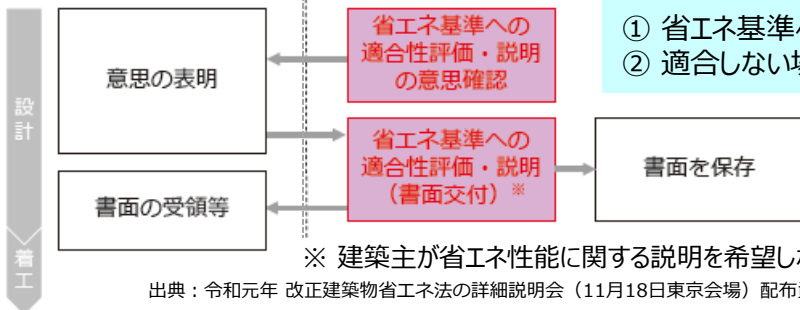 省エネ基準への
適合性評価・説明
の意思確認
① 省エネ基準
② 適合しない
意思の表明
設計
省エネ基準への
適合性評価・説明
（書面交付）※
書面を保存
書面の受領等
着工
※ 建築主が省エネ性能に関する説明を希望し
出典：令和元年 改正建築物省エネ法の詳細説明会（11月18日東京会場）配布